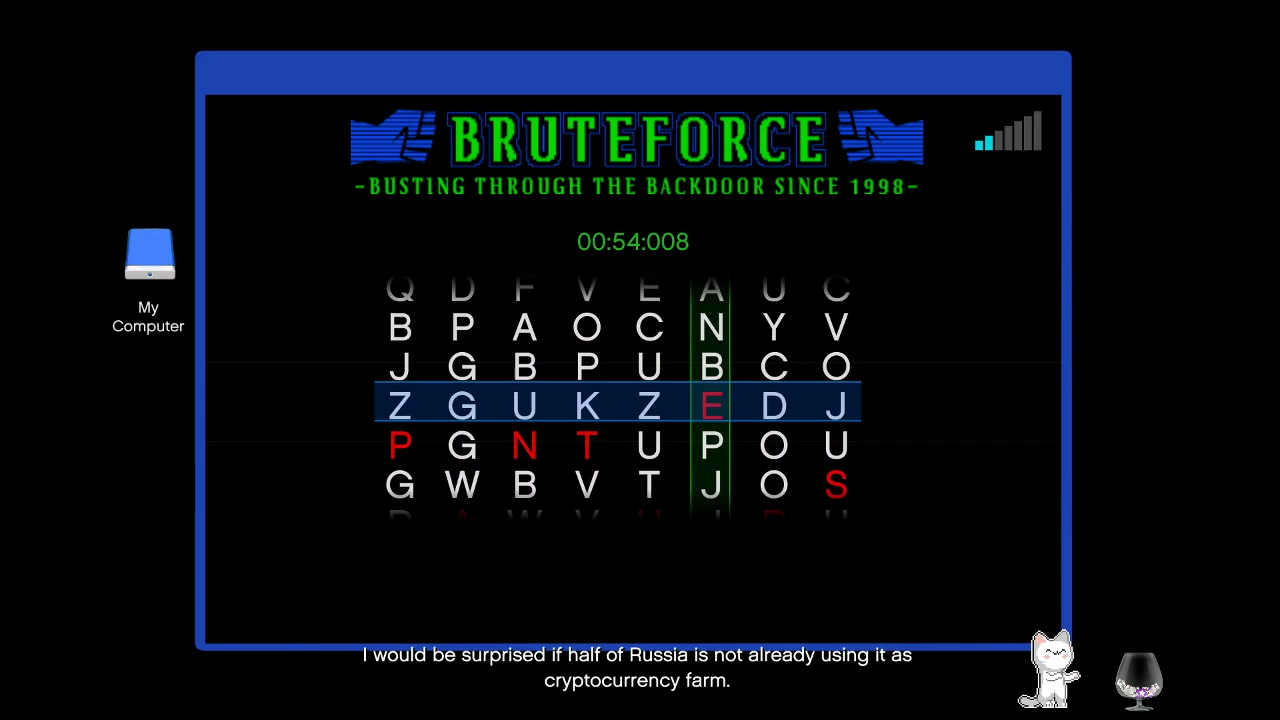 BRUTEFORCE
-BUSTING THROUGH THE BACKDOOR SINCE 1998-
00:54:008
My
Computer
Q D F V E A U C
B P A O C N Y V
J G B P U B C O
Z G U K Z E D J
P G N T U P O U
G W B V T J O S
I would be surprised if half of Russia is not already using it as
cryptocurrency farm.